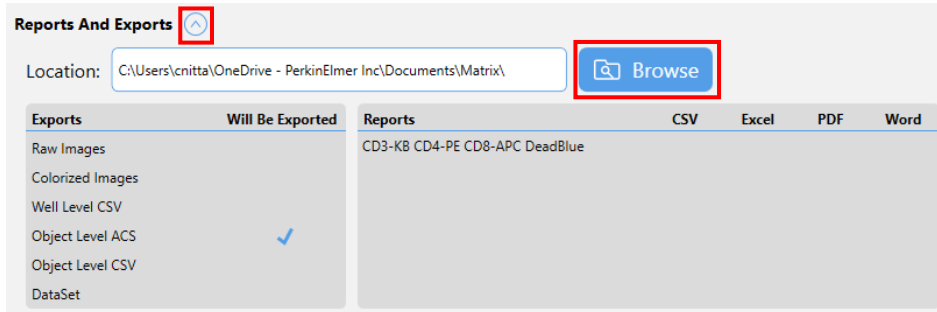 Reports And Exports
Location: C:\Users\cnitta\OneDrive - PerkinElmer Inc\Documents\Matrix\ Browse
Exports Will Be Exported Reports CSV Excel PDF Word
Raw Images CD3-KB CD4-PE CD8-APC DeadBlue
Colorized Images
Well Level CSV
Object Level ACS
Object Level CSV
DataSet